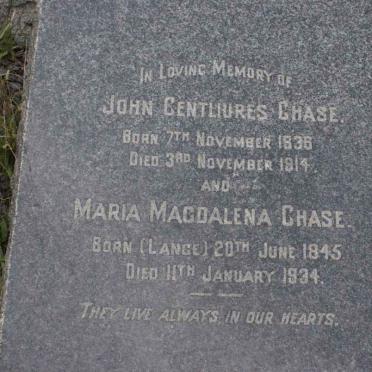 In Loving Memory of
John Centliures Chase.
Born 7th November 1836
Died 3rd November 1914.
and
Maria Magdalena Chase.
Born (Lange) 20th June 1845
Died 11th January 1934.
They live always in our hearts.